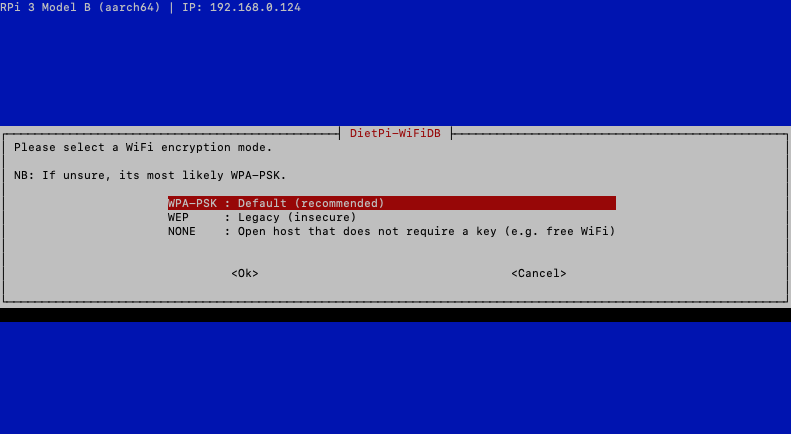 RPi 3 Model B (aarch64) | IP: 192.168.0.124
DietPi-WiFiDB
Please select a WiFi encryption mode.
NB: If unsure, its most likely WPA-PSK.
WPA-PSK : Default (recommended)
WEP     : Legacy (insecure)
NONE    : Open host that does not require a key (e.g. free WiFi)
<Ok> <Cancel>